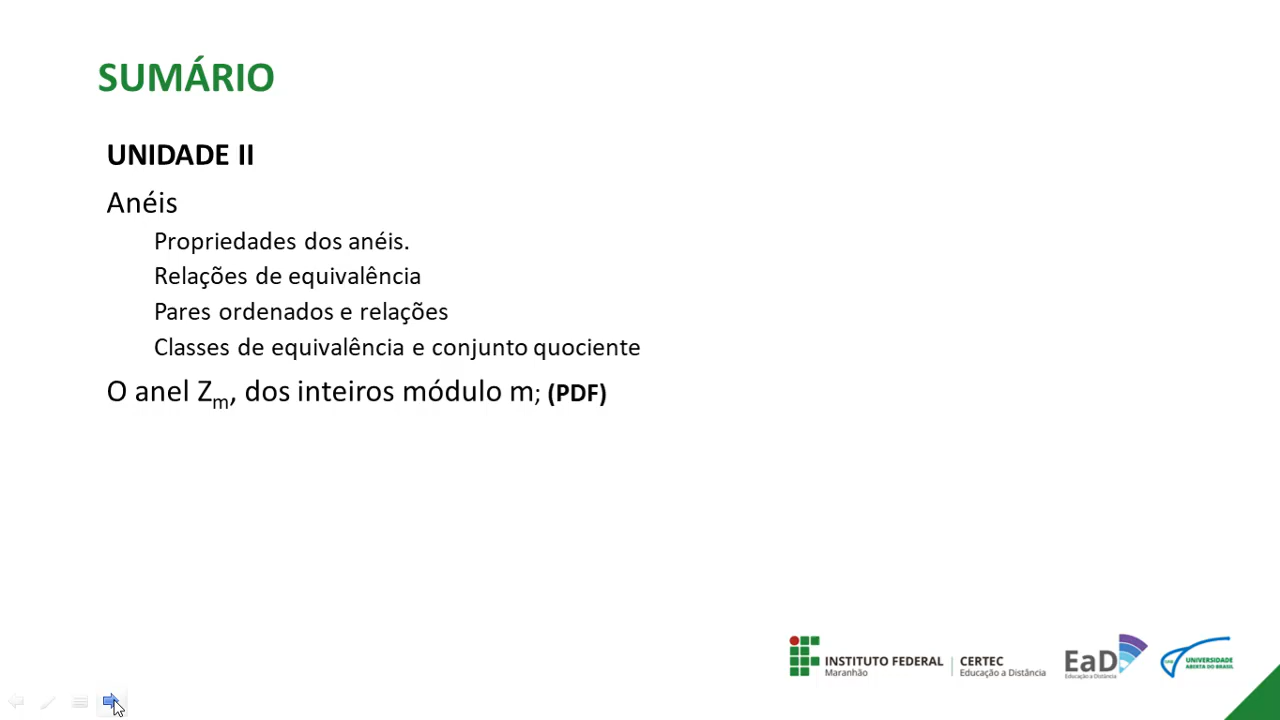 SUMÁRIO
UNIDADE II
Anéis
Propriedades dos anéis.
Relações de equivalência
Pares ordenados e relações
Classes de equivalência e conjunto quociente
O anel Zm, dos inteiros módulo m; (PDF)
INSTITUTO FEDERAL
Maranhão
CERTEC
Educação a Distância
EaD
Educação a Distância
UNIVERSIDADE
ABERTA DO BRASIL